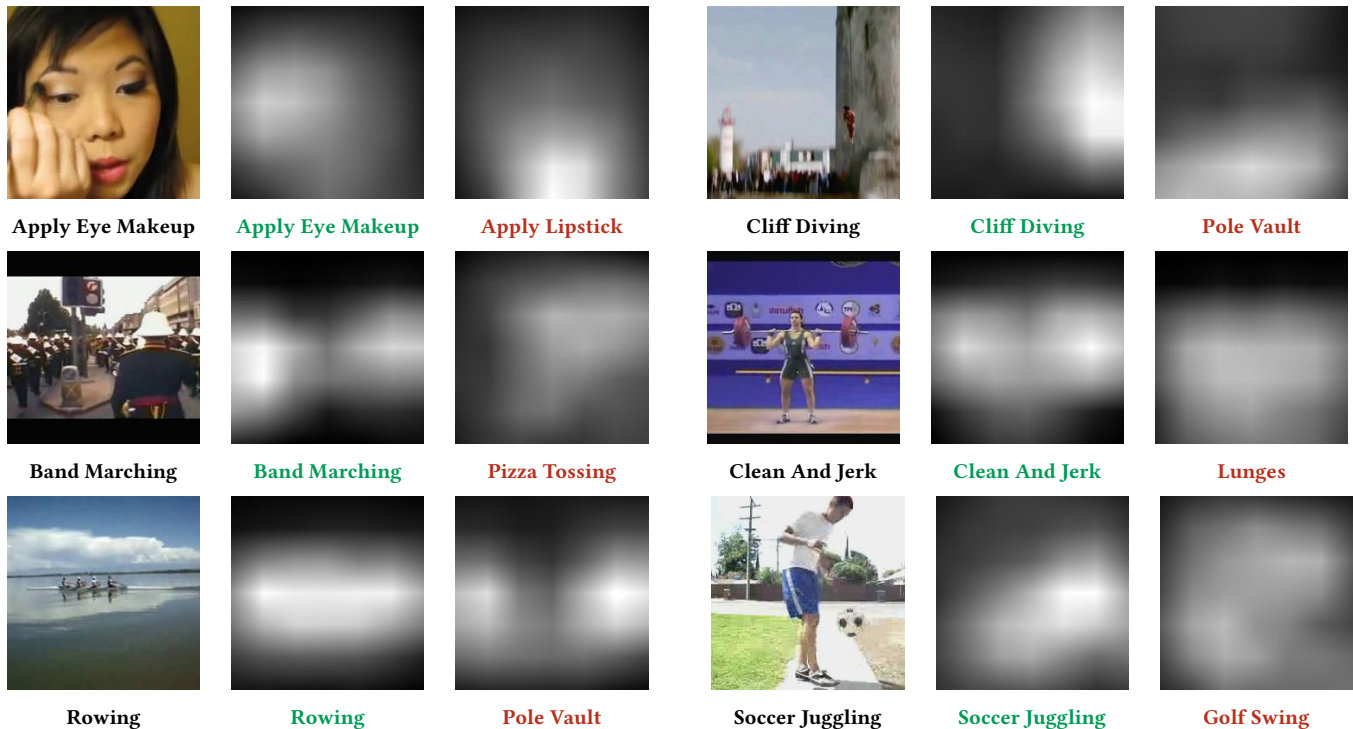 Apply Eye Makeup Apply Eye Makeup Apply Lipstick Cliff Diving Cliff Diving Pole Vault
Band Marching Band Marching Pizza Tossing Clean And Jerk Clean And Jerk Lunges
Rowing Rowing Pole Vault Soccer Juggling Soccer Juggling Golf Swing